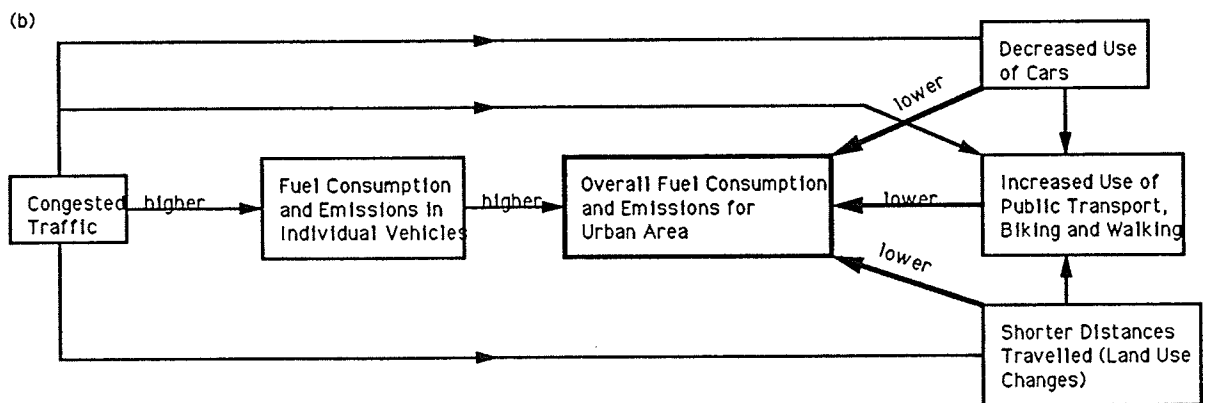 (b)
Decreased Use
of Cars
lower
Congested
Traffic
higher
Fuel Consumption
and Emissions in
Individual Vehicles
higher
Overall Fuel Consumption
and Emissions for
Urban Area
lower
Increased Use of
Public Transport,
Biking and Walking
lower
Shorter Distances
Travelled (Land Use
Changes)